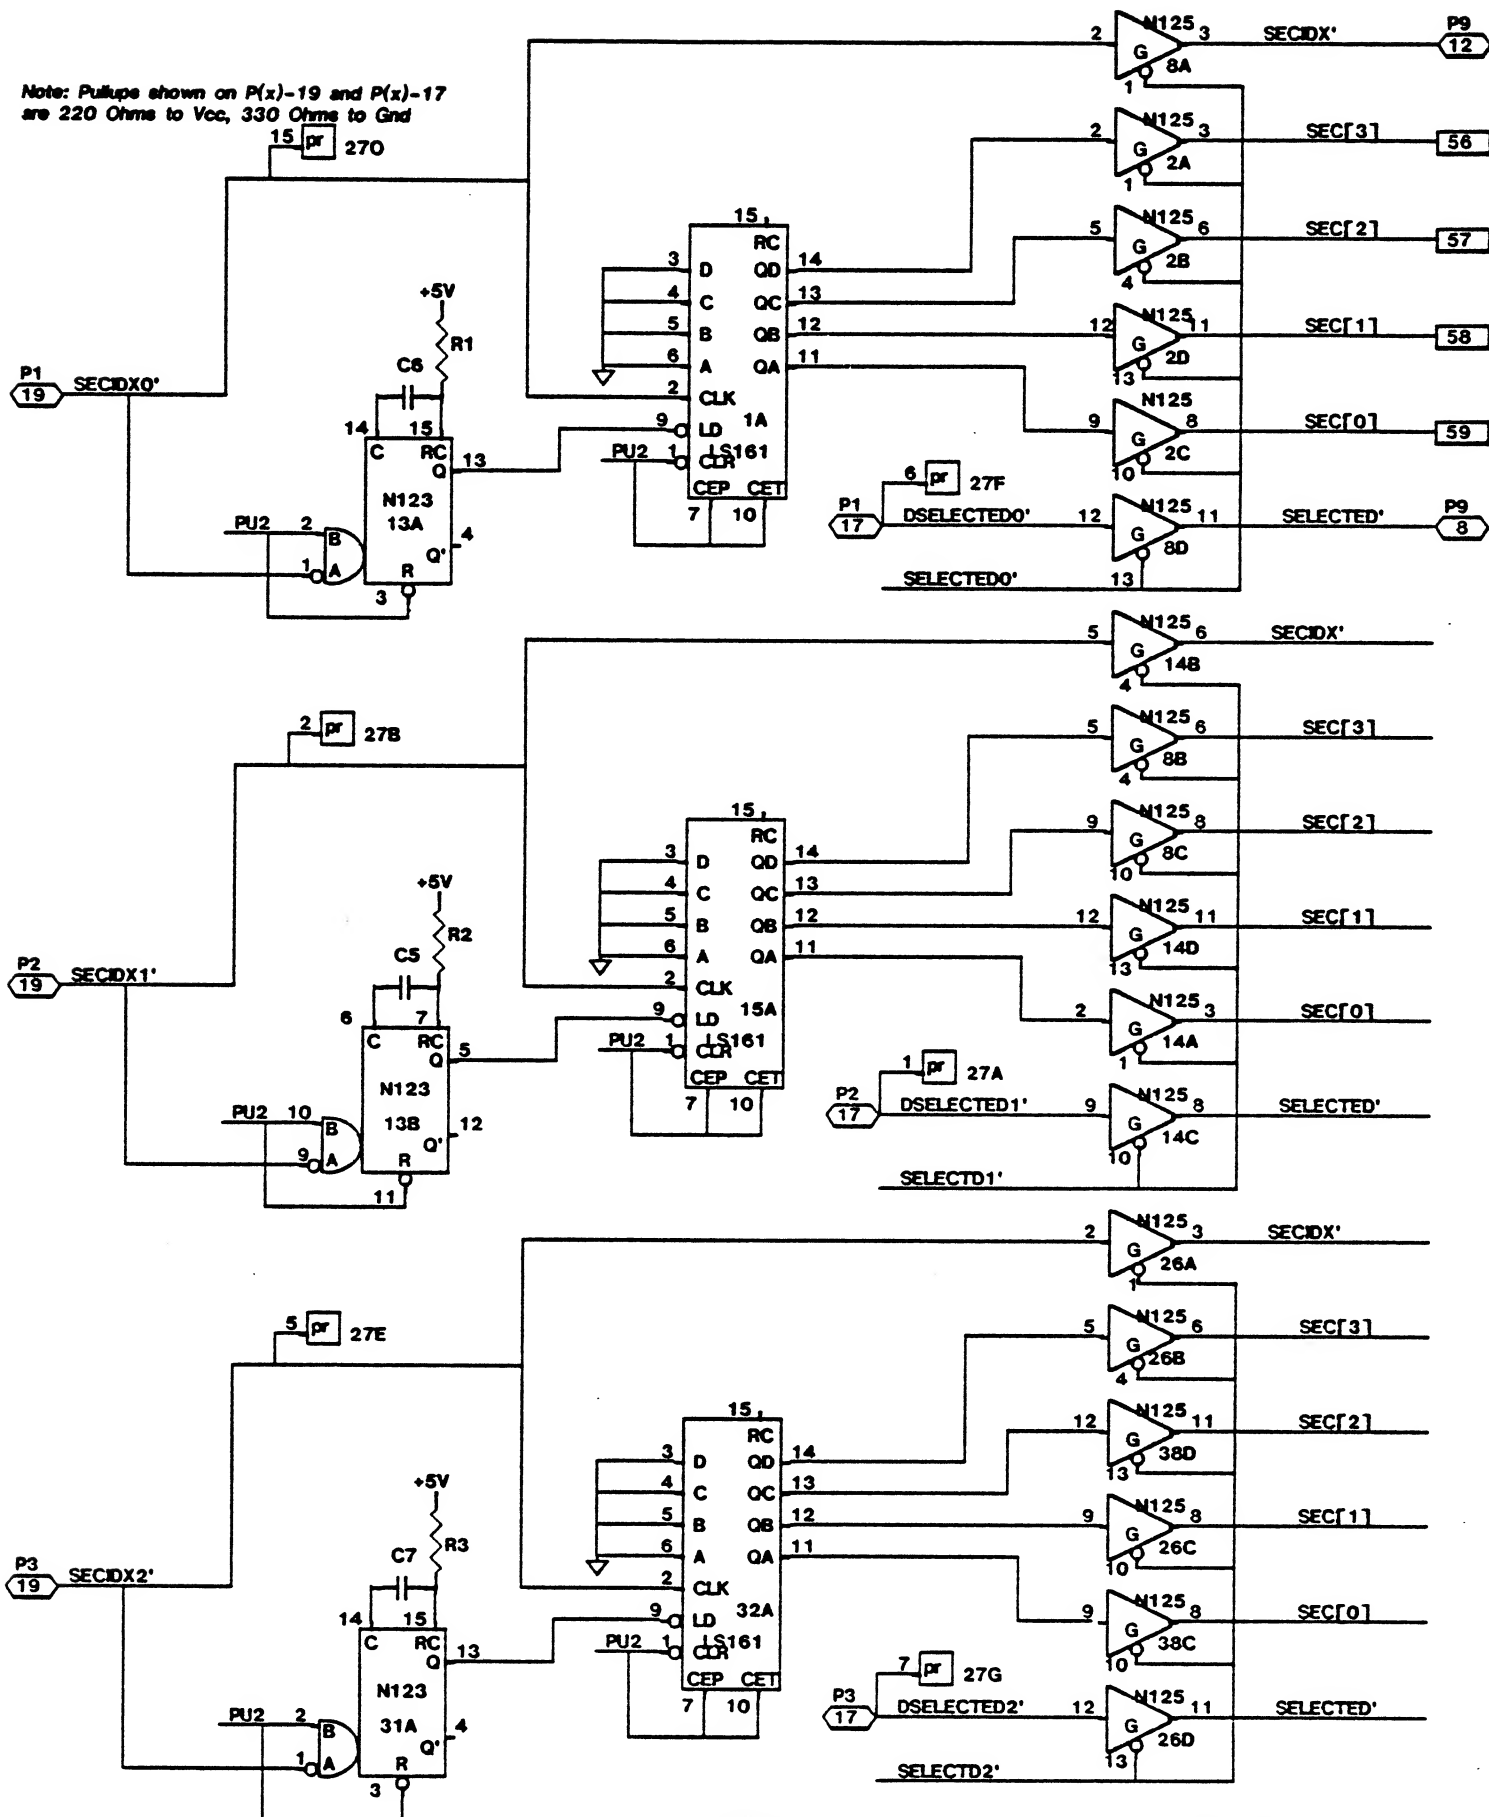 2 N125 3 SECIDX' P9 12
G 8A
1
Note: Pullups shown on P(x)-19 and P(x)-17
are 220 Ohms to Vcc, 330 Ohms to Gnd
15 pr 270
2 N125 3 SEC[3] 56
G 2A
1
5 N125 6 SEC[2] 57
G 2B
4
12 N125 11 SEC[1] 58
G 2D
13
9 N125 8 SEC[0] 59
G 2C
10
15
RC
3 D QD 14
4 C QC 13
5 B QB 12
6 A QA 11
2 CLK
1A
9 LD
LS161
PU2 1 CLR
CEP CET
7 10
+5V
R1
C6
P1 19 SECIDX0'
14 15
C RC
Q 13
N123
13A
PU2 2 B
Q' 4
1 A
R
3
6 pr 27F
P1 17 DSELECTED0' 12 N125 11 SELECTED' P9 8
G 8D
SELECTED0' 13
5 N125 6 SECIDX'
G 14B
4
2 pr 27B
5 N125 6 SEC[3]
G 8B
4
9 N125 8 SEC[2]
G 8C
10
12 N125 11 SEC[1]
G 14D
13
2 N125 3 SEC[0]
G 14A
1
15
RC
3 D QD 14
4 C QC 13
5 B QB 12
6 A QA 11
2 CLK
15A
9 LD
LS161
PU2 1 CLR
CEP CET
7 10
+5V
R2
C5
P2 19 SECIDX1'
6 7
C RC
Q 5
N123
13B
PU2 10 B
Q' 12
9 A
R
11
1 pr 27A
P2 17 DSELECTED1' 9 N125 8 SELECTED'
G 14C
10
SELECTD1'
2 N125 3 SECIDX'
G 26A
1
5 pr 27E
5 N125 6 SEC[3]
G 26B
4
12 N125 11 SEC[2]
G 38D
13
9 N125 8 SEC[1]
G 26C
10
9 N125 8 SEC[0]
G 38C
10
15
RC
3 D QD 14
4 C QC 13
5 B QB 12
6 A QA 11
2 CLK
32A
9 LD
LS161
PU2 1 CLR
CEP CET
7 10
+5V
R3
C7
P3 19 SECIDX2'
14 15
C RC
Q 13
N123
31A
PU2 2 B
Q' 4
1 A
R
3
7 pr 27G
P3 17 DSELECTED2' 12 N125 11 SELECTED'
G 26D
13
SELECTD2'